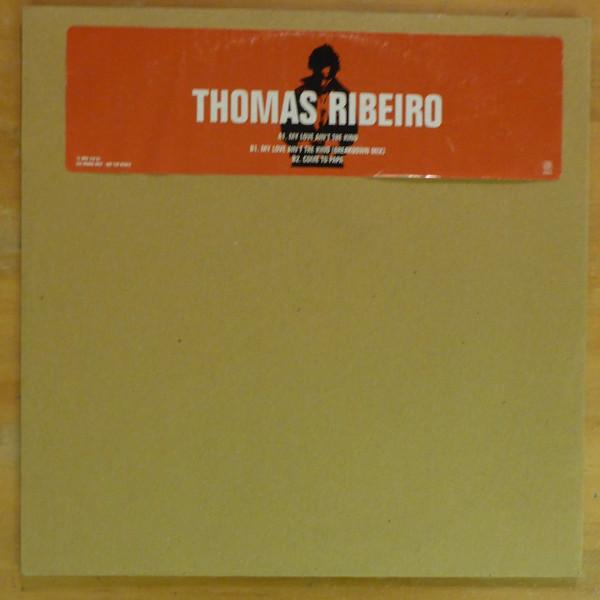 THOMAS RIBEIRO
A1. MY LOVE AIN'T THE KIND
B1. MY LOVE AIN'T THE KIND (BREAKDOWN MIX)
B2. COME TO PAPA